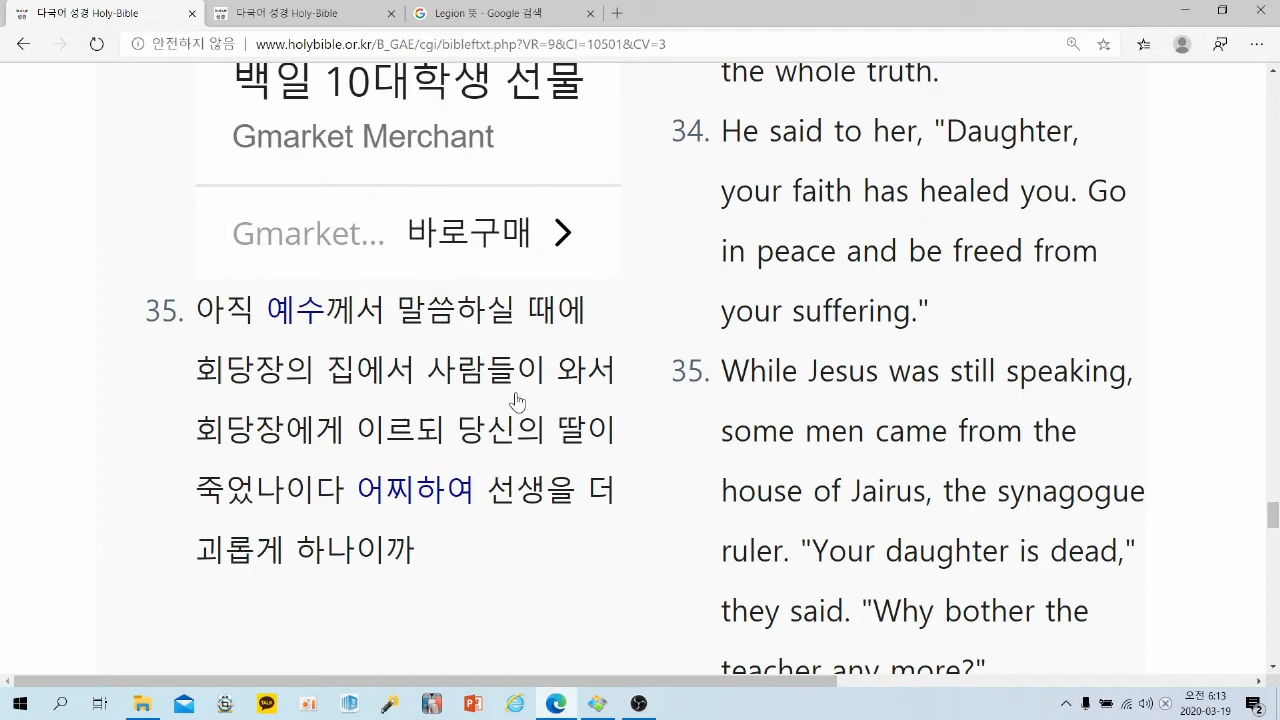 다국어 성경 Holy-Bible
다국어 성경 Holy-Bible
Legion 뜻 - Google 검색
안전하지 않음
www.holybible.or.kr/B_GAE/cgi/bibleftxt.php?VR=9&CI=10501&CV=3
백일 10대학생 선물
Gmarket Merchant
Gmarket... 바로구매
35. 아직 예수께서 말씀하실 때에
회당장의 집에서 사람들이 와서
회당장에게 이르되 당신의 딸이
죽었나이다 어찌하여 선생을 더
괴롭게 하나이까
the whole truth.
34. He said to her, "Daughter,
your faith has healed you. Go
in peace and be freed from
your suffering."
35. While Jesus was still speaking,
some men came from the
house of Jairus, the synagogue
ruler. "Your daughter is dead,"
they said. "Why bother the
teacher any more?"
TALK
오전 6:13
2020-03-19
2